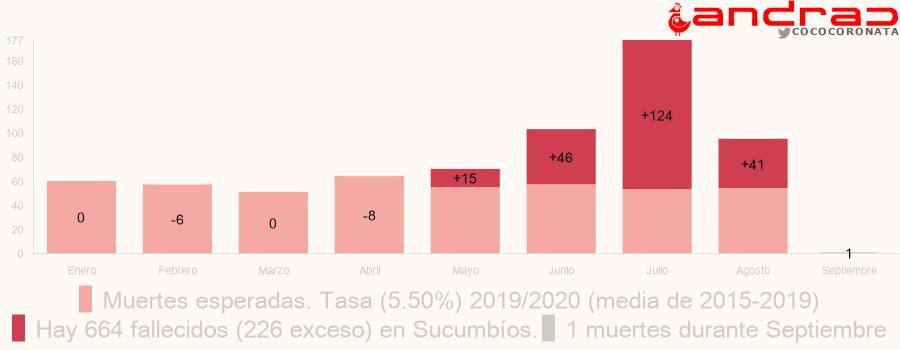 andrac
COCOCORONATA
177
160
140
120
100
80
60
40
20
0
0
-6
0
-8
+15
+46
+124
+41
1
Enero
Febrero
Marzo
Abril
Mayo
Junio
Julio
Agosto
Septiembre
Muertes esperadas. Tasa (5.50%) 2019/2020 (media de 2015-2019)
Hay 664 fallecidos (226 exceso) en Sucumbíos. 1 muertes durante Septiembre